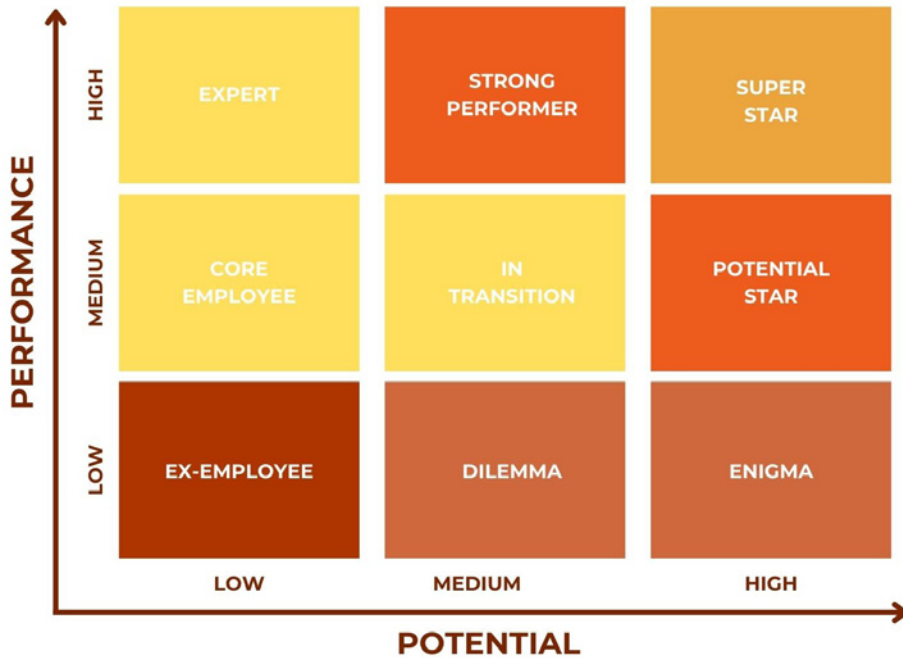 PERFORMANCE
HIGH
EXPERT
STRONG
PERFORMER
SUPER
STAR
MEDIUM
CORE
EMPLOYEE
IN
TRANSITION
POTENTIAL
STAR
LOW
EX-EMPLOYEE
DILEMMA
ENIGMA
LOW
MEDIUM
HIGH
POTENTIAL